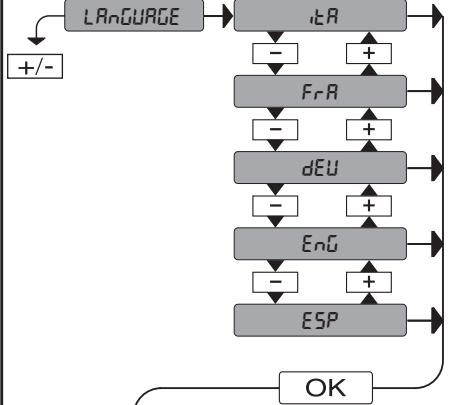 LAnGUAGE itA
- +
+/-
FrA
- +
dEU
- +
EnG
- +
ESP
OK